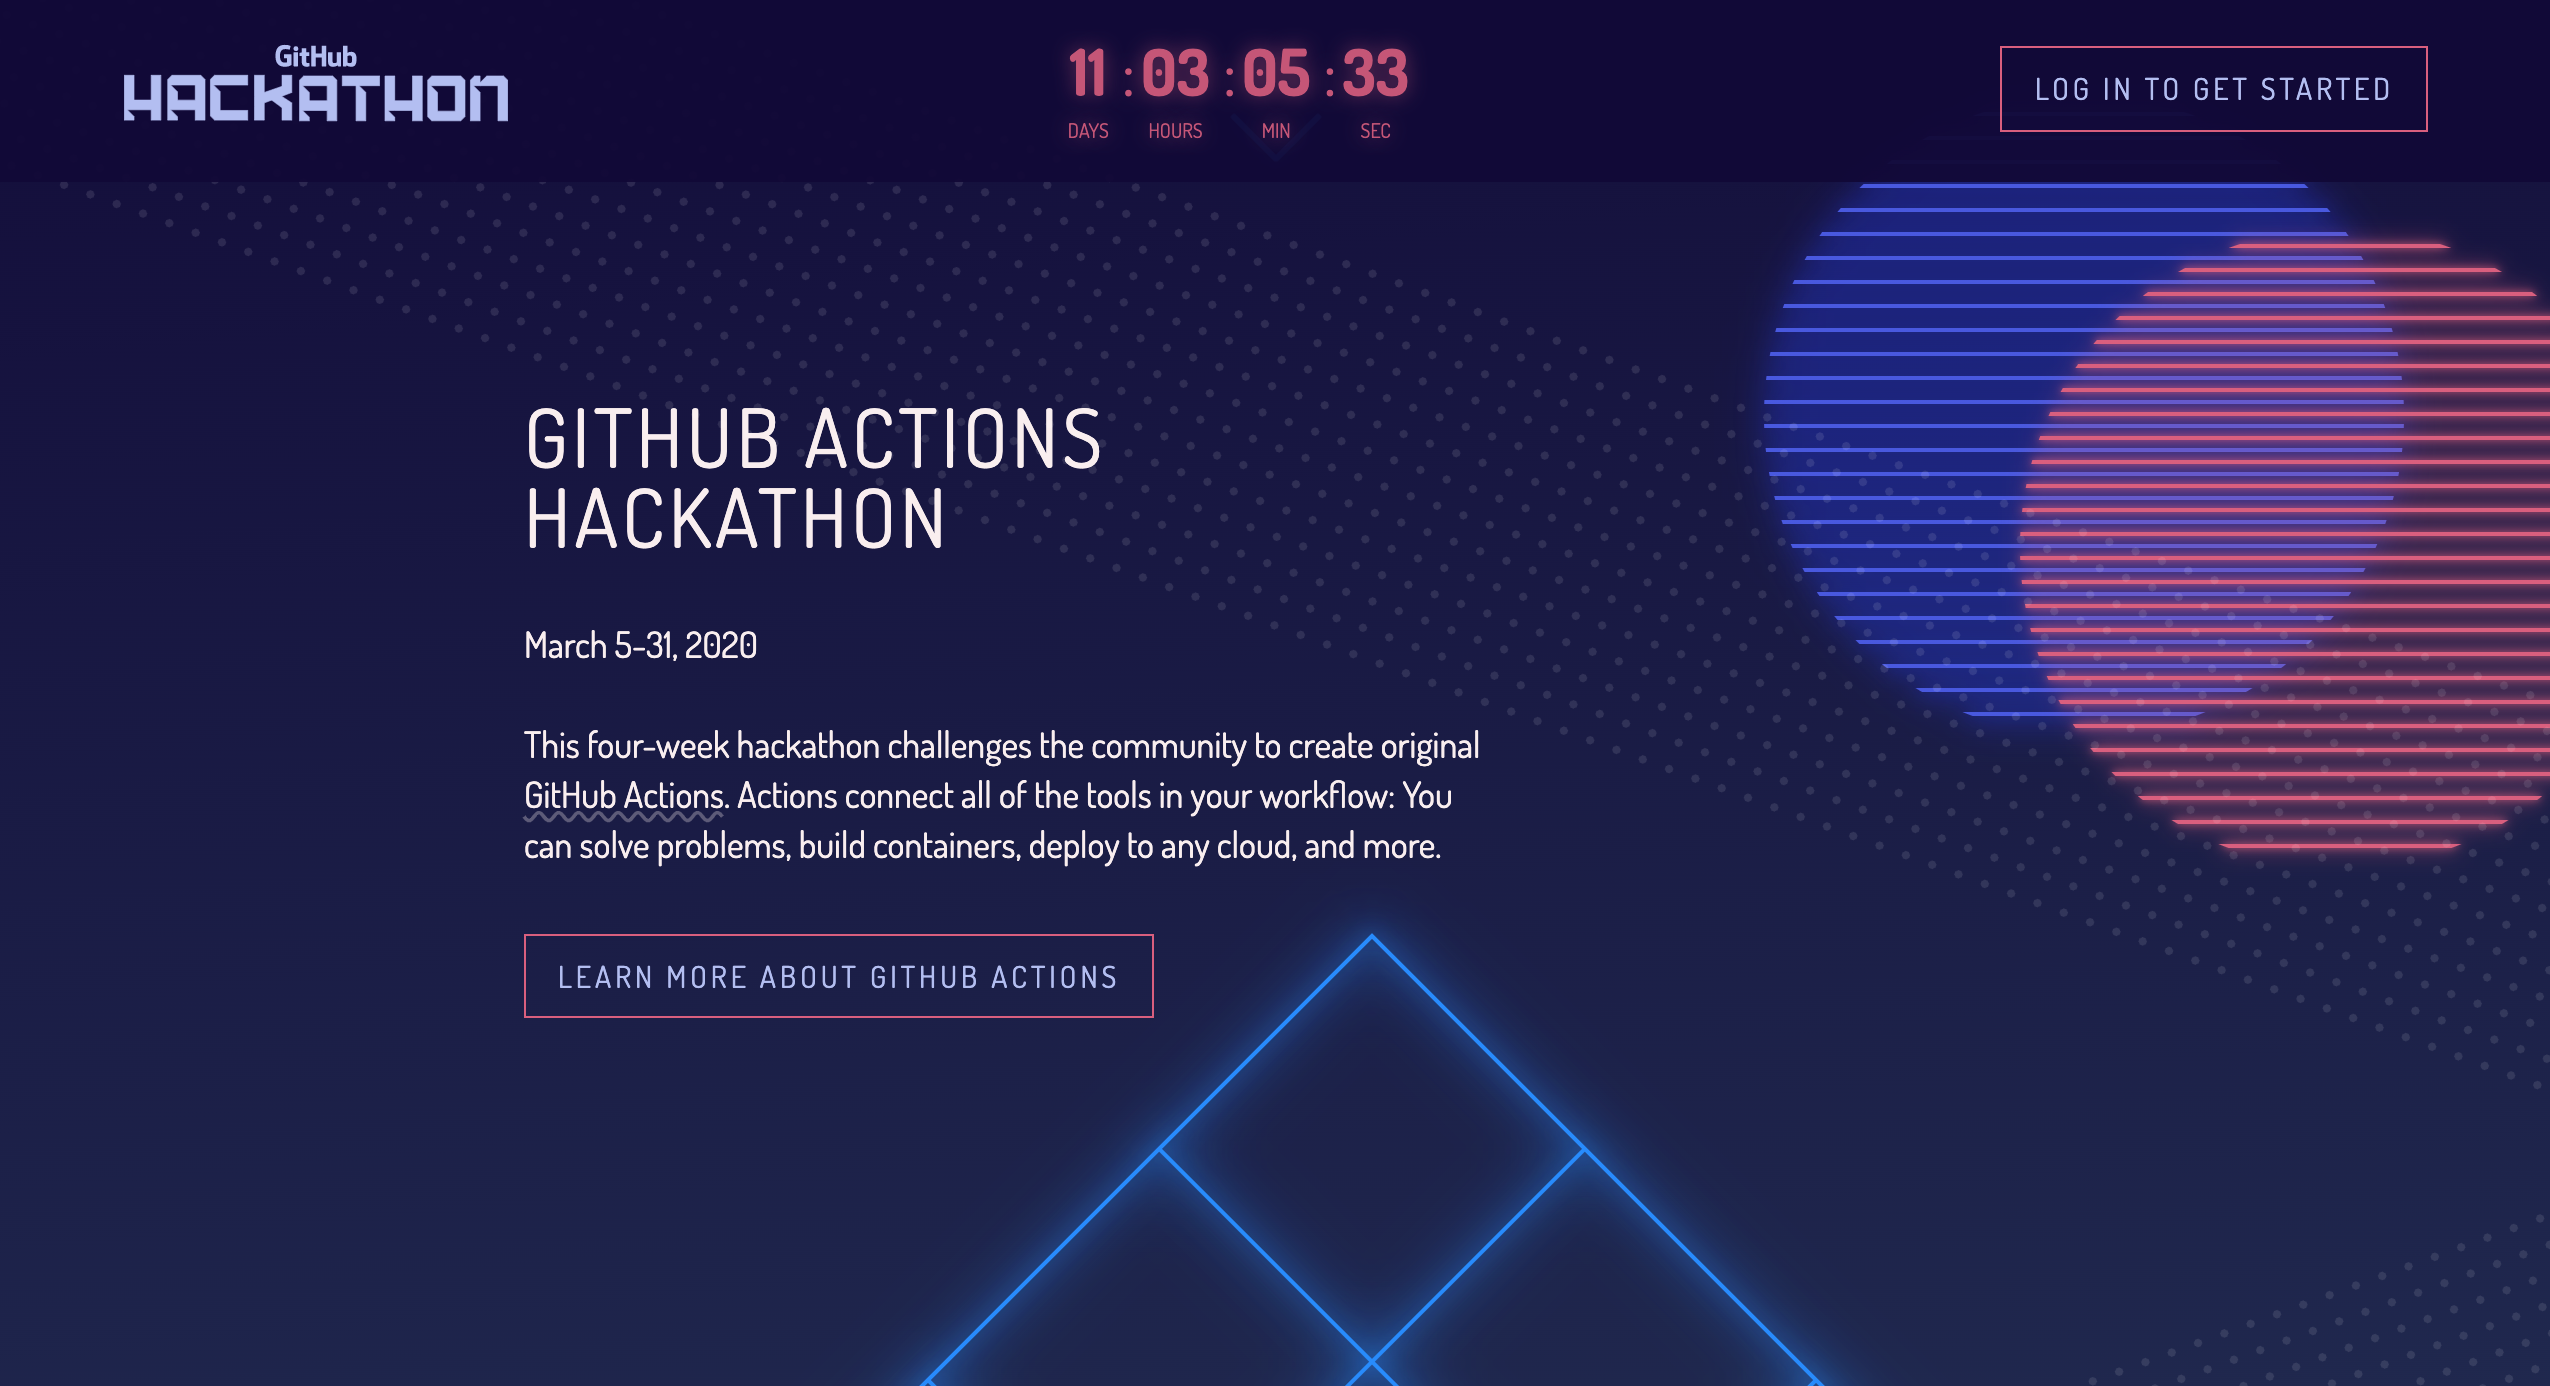 GitHub
HACKATHON
11 : 03 : 05 : 33
DAYS HOURS MIN SEC
LOG IN TO GET STARTED
GITHUB ACTIONS
HACKATHON
March 5-31, 2020
This four-week hackathon challenges the community to create original
GitHub Actions. Actions connect all of the tools in your workflow: You
can solve problems, build containers, deploy to any cloud, and more.
LEARN MORE ABOUT GITHUB ACTIONS